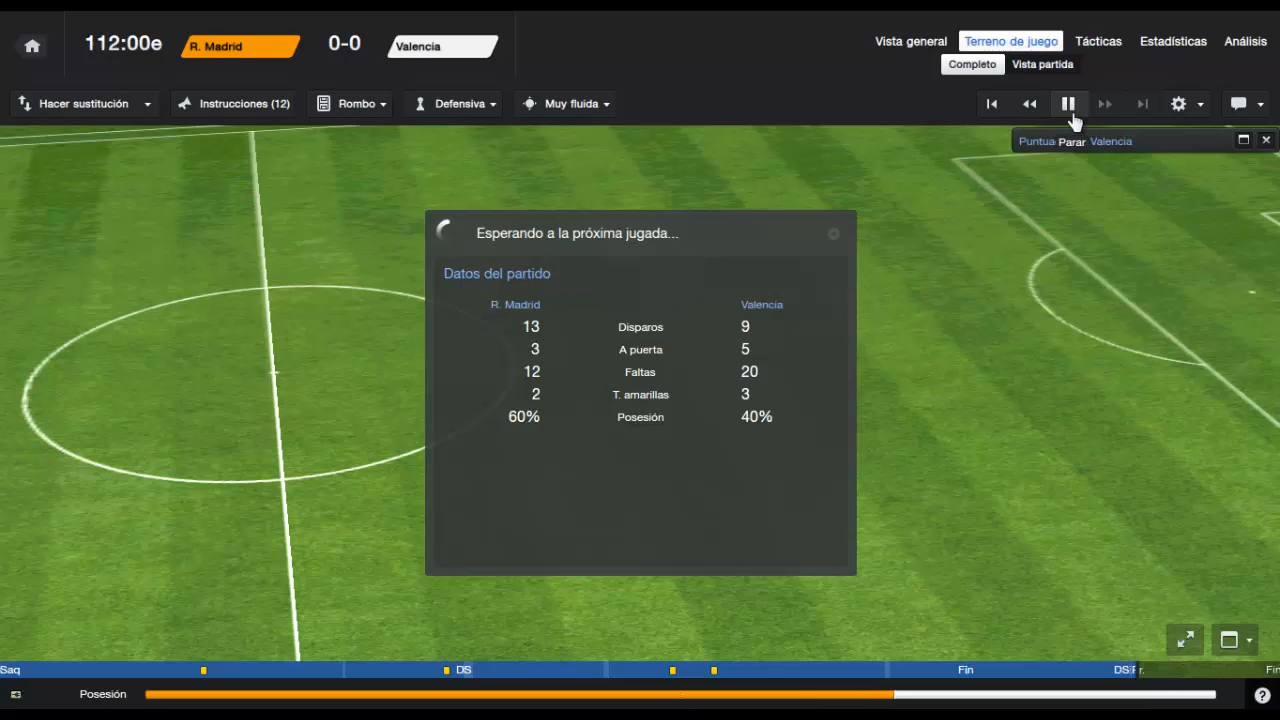 112:00e R. Madrid 0-0 Valencia
Vista general Terreno de juego Tácticas Estadísticas Análisis
Completo Vista partida
Hacer sustitución Instrucciones (12) Rombo Defensiva Muy fluida
Puntua Parar Valencia
Esperando a la próxima jugada...
Datos del partido
R. Madrid Valencia
13 Disparos 9
3 A puerta 5
12 Faltas 20
2 T. amarillas 3
60% Posesión 40%
Saq DS Fin DS r. Fin
Posesión ?